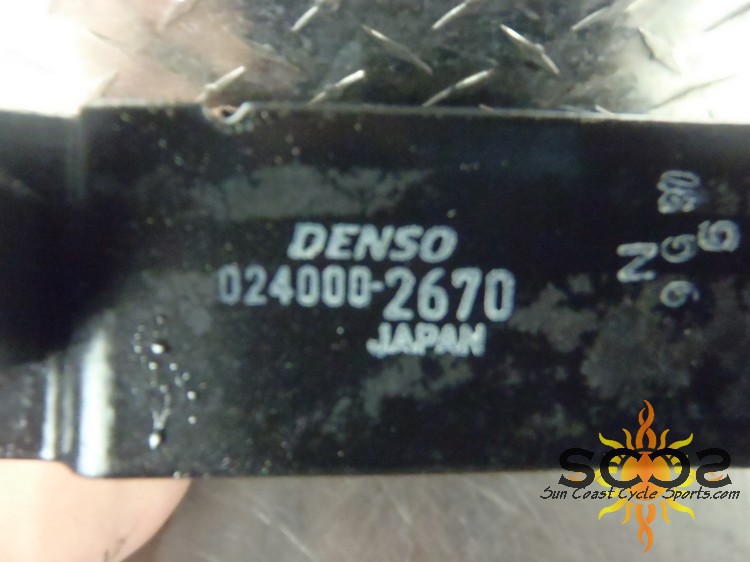 DENSO
024000-2670
JAPAN
N
SCCS
Sun Coast Cycle Sports.com